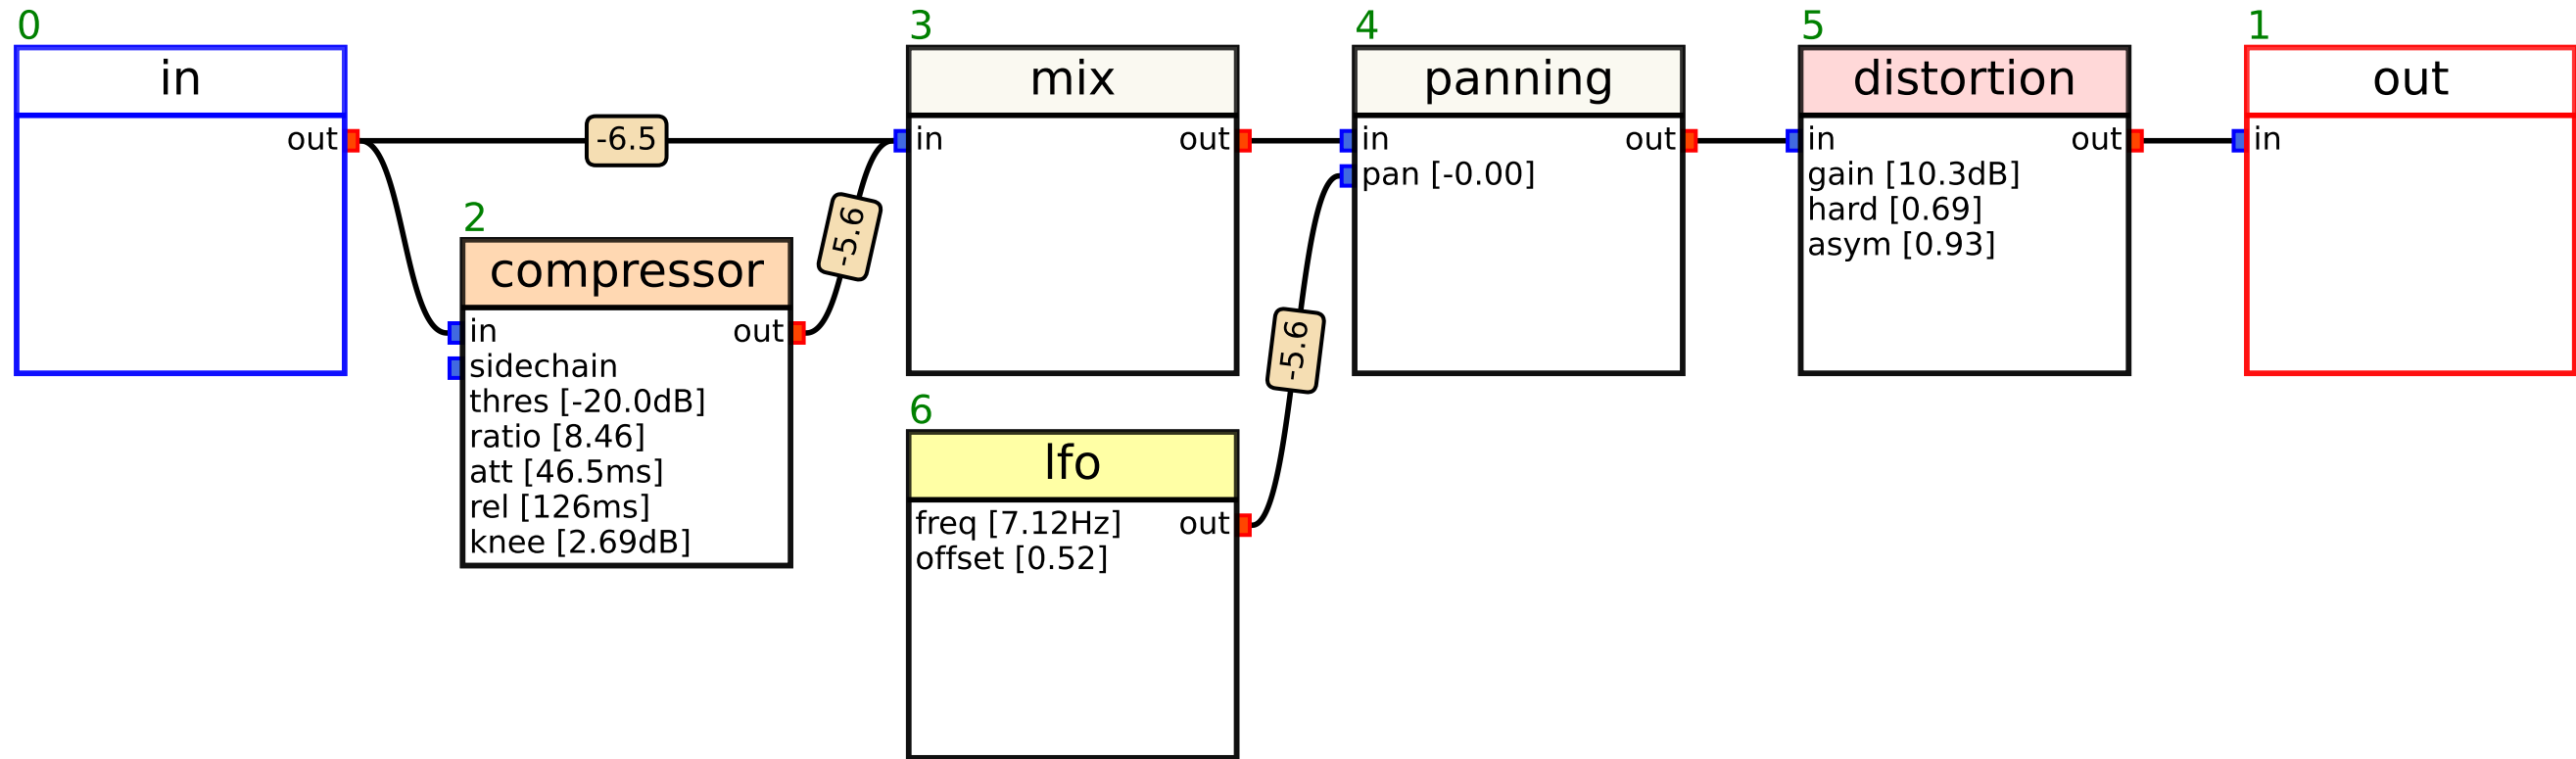 0
in
out
-6.5
2
compressor
in
out
sidechain
thres [-20.0dB]
ratio [8.46]
att [46.5ms]
rel [126ms]
knee [2.69dB]
-5.6
3
mix
in
out
6
lfo
freq [7.12Hz]
out
offset [0.52]
-5.6
4
panning
in
out
pan [-0.00]
5
distortion
in
out
gain [10.3dB]
hard [0.69]
asym [0.93]
1
out
in